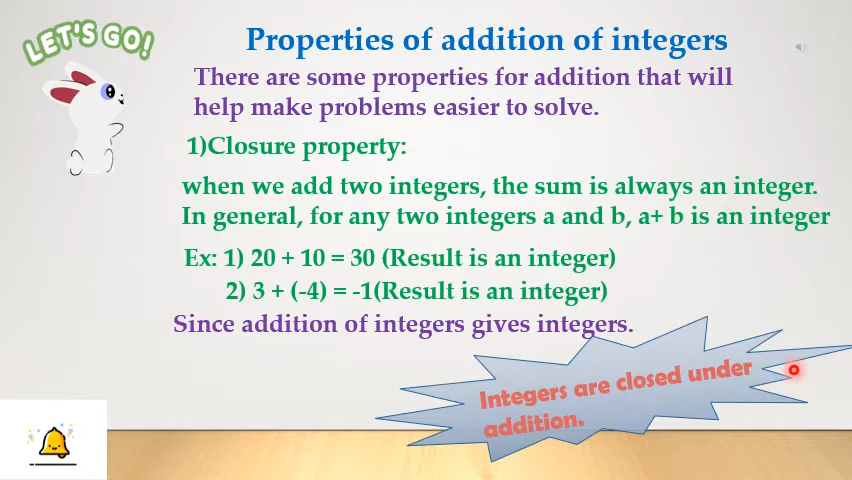 LET'S GO!
Properties of addition of integers
There are some properties for addition that will
help make problems easier to solve.
1)Closure property:
when we add two integers, the sum is always an integer.
In general, for any two integers a and b, a+ b is an integer
Ex: 1) 20 + 10 = 30 (Result is an integer)
2) 3 + (-4) = -1(Result is an integer)
Since addition of integers gives integers.
Integers are closed under
addition.